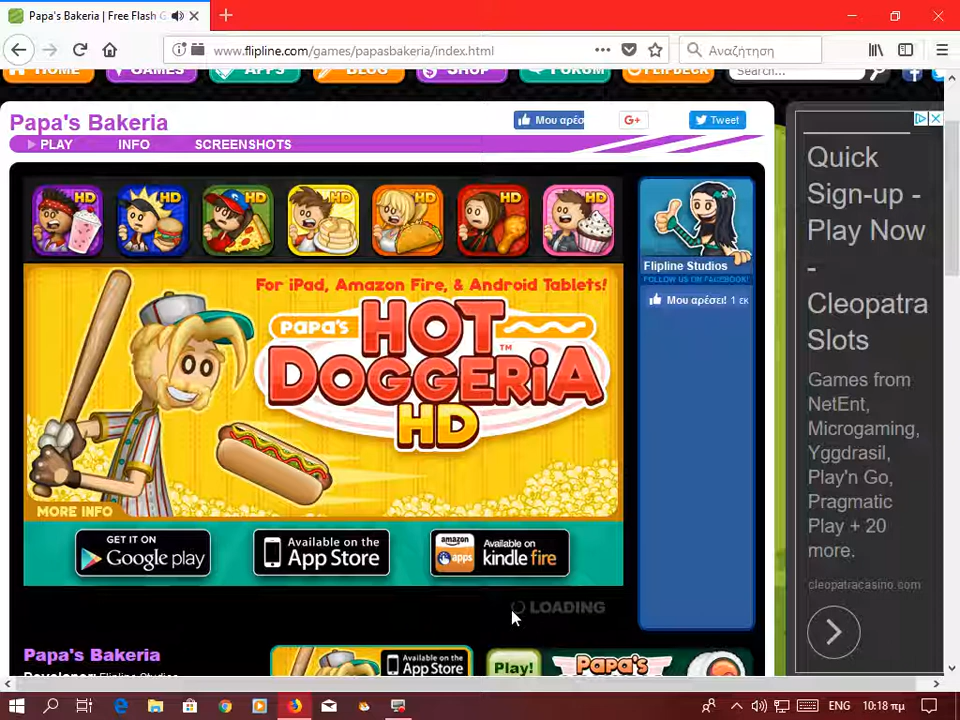 Papa's Bakeria | Free Flash G
www.flipline.com/games/papasbakeria/index.html
Αναζήτηση
HOME
GAMES
APPS
BLOG
SHOP
FORUM
FLIPDECK
Search...
Papa's Bakeria
Μου αρέσ
G+
Tweet
PLAY
INFO
SCREENSHOTS
HD
HD
HD
HD
HD
HD
HD
For iPad, Amazon Fire, & Android Tablets!
PAPA'S
HOT
DOGGERIA
HD
TM
MORE INFO
GET IT ON
Google play
Available on the
App Store
amazon
apps
Available on
kindle fire
LOADING
Flipline Studios
FOLLOW US ON FACEBOOK!
Μου αρέσει! 1 εκ
Quick
Sign-up -
Play Now
-
Cleopatra
Slots
Games from
NetEnt,
Microgaming,
Yggdrasil,
Play'n Go,
Pragmatic
Play + 20
more.
cleopatracasino.com
Papa's Bakeria
Developer: Flipline Studios
Available on the
App Store
Play!
Papa's
ENG
10:18 πμ